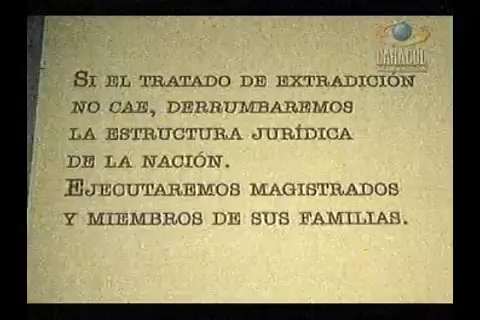 CARACOL
SI EL TRATADO DE EXTRADICIÓN
NO CAE, DERRUMBAREMOS
LA ESTRUCTURA JURÍDICA
DE LA NACIÓN.
EJECUTAREMOS MAGISTRADOS
Y MIEMBROS DE SUS FAMILIAS.